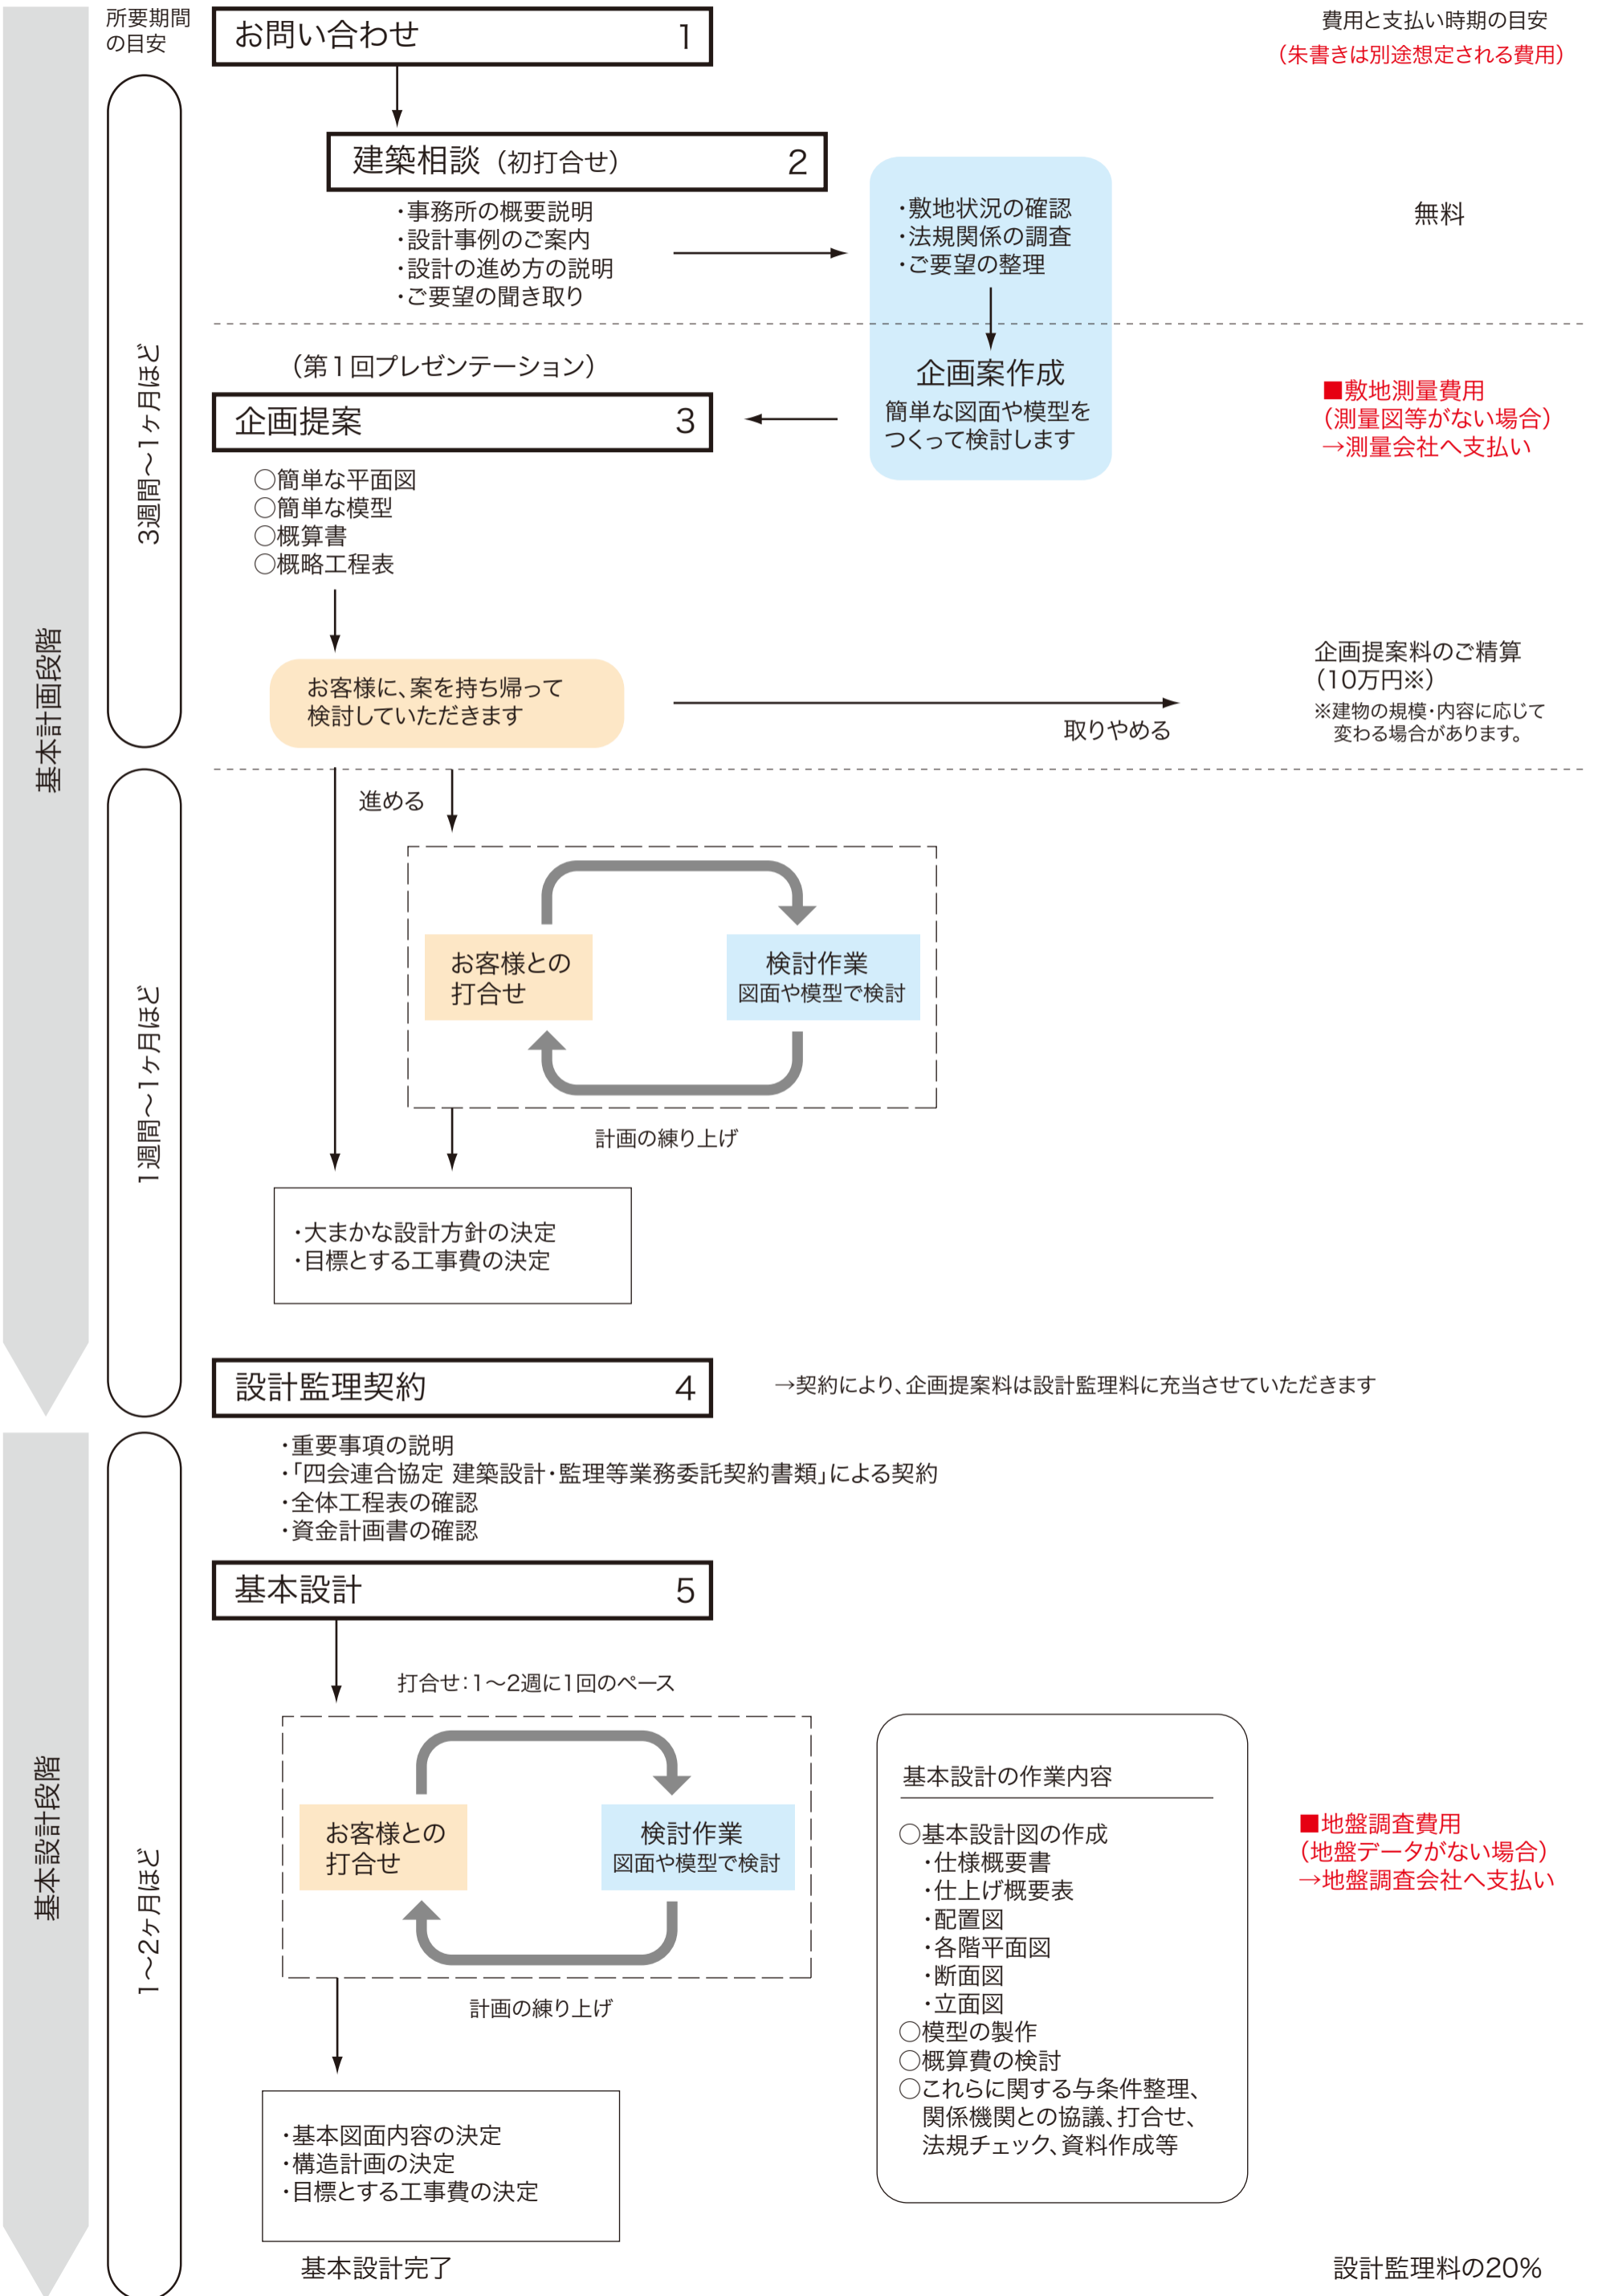 所要期間
の目安
費用と支払い時期の目安
（朱書きは別途想定される費用）
お問い合わせ 1
建築相談（初打合せ） 2
・事務所の概要説明
・設計事例のご案内
・設計の進め方の説明
・ご要望の聞き取り
・敷地状況の確認
・法規関係の調査
・ご要望の整理
無料
3週間〜1ヶ月ほど
（第1回プレゼンテーション）
企画案作成
簡単な図面や模型を
つくって検討します
■敷地測量費用
（測量図等がない場合）
→測量会社へ支払い
企画提案 3
○簡単な平面図
○簡単な模型
○概算書
○概略工程表
基本計画段階
お客様に、案を持ち帰って
検討していただきます
取りやめる
企画提案料のご精算
（10万円※）
※建物の規模・内容に応じて
変わる場合があります。
進める
1週間〜1ヶ月ほど
お客様との
打合せ
検討作業
図面や模型で検討
計画の練り上げ
・大まかな設計方針の決定
・目標とする工事費の決定
設計監理契約 4
→契約により、企画提案料は設計監理料に充当させていただきます
・重要事項の説明
・「四会連合協定 建築設計・監理等業務委託契約書類」による契約
・全体工程表の確認
・資金計画書の確認
基本設計 5
打合せ：1〜2週に1回のペース
基本設計段階
1〜2ヶ月ほど
お客様との
打合せ
検討作業
図面や模型で検討
計画の練り上げ
基本設計の作業内容
○基本設計図の作成
・仕様概要書
・仕上げ概要表
・配置図
・各階平面図
・断面図
・立面図
○模型の製作
○概算費の検討
○これらに関する与条件整理、
関係機関との協議、打合せ、
法規チェック、資料作成等
■地盤調査費用
（地盤データがない場合）
→地盤調査会社へ支払い
・基本図面内容の決定
・構造計画の決定
・目標とする工事費の決定
基本設計完了
設計監理料の20%